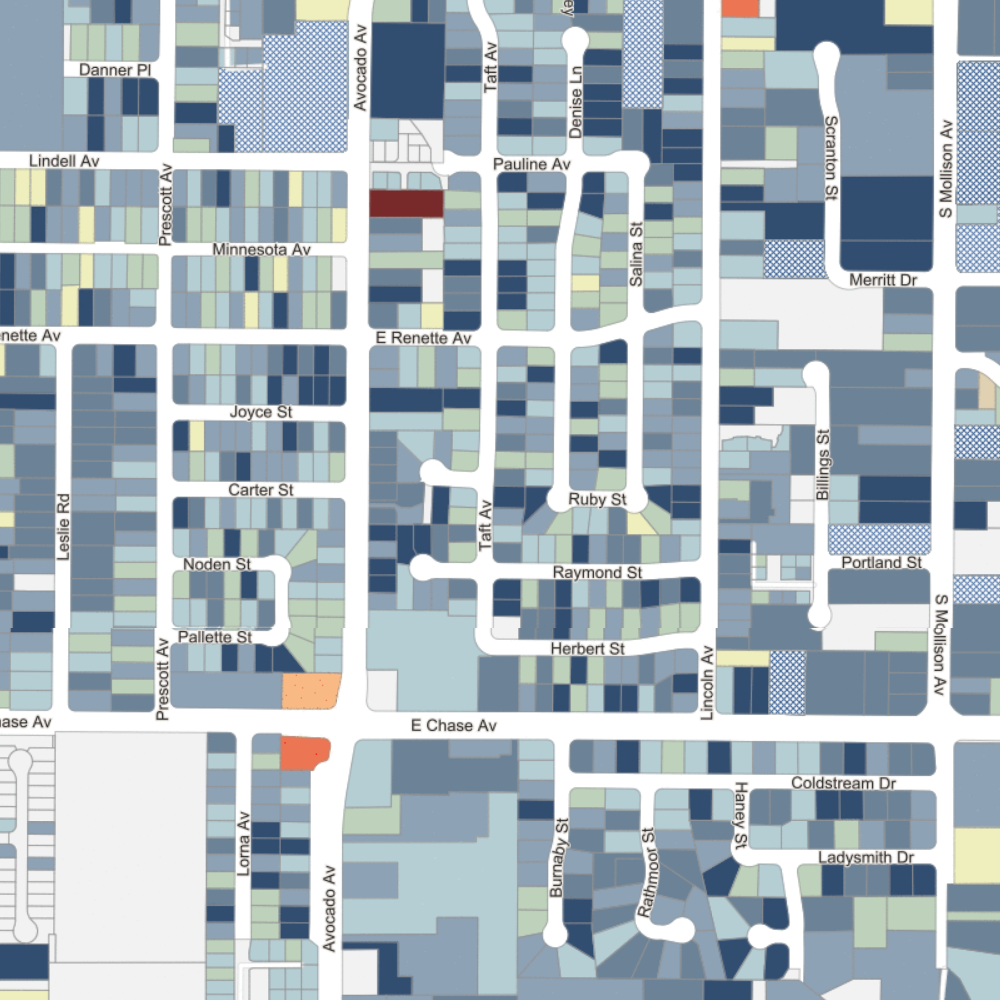 ey
Avocado Av
Taft Av
Danner Pl
Denise Ln
Scranton St
S Mollison Av
Lindell Av
Pauline Av
Prescott Av
Salina St
Minnesota Av
Merritt Dr
enette Av
E Renette Av
Joyce St
Billings St
Carter St
Leslie Rd
Ruby St
Taft Av
Noden St
Raymond St
Portland St
Pallette St
Herbert St
S Mollison Av
Prescott Av
Lincoln Av
hase Av
E Chase Av
Coldstream Dr
Haney St
Lorna Av
Burnaby St
Rathmoor St
Ladysmith Dr
Avocado Av